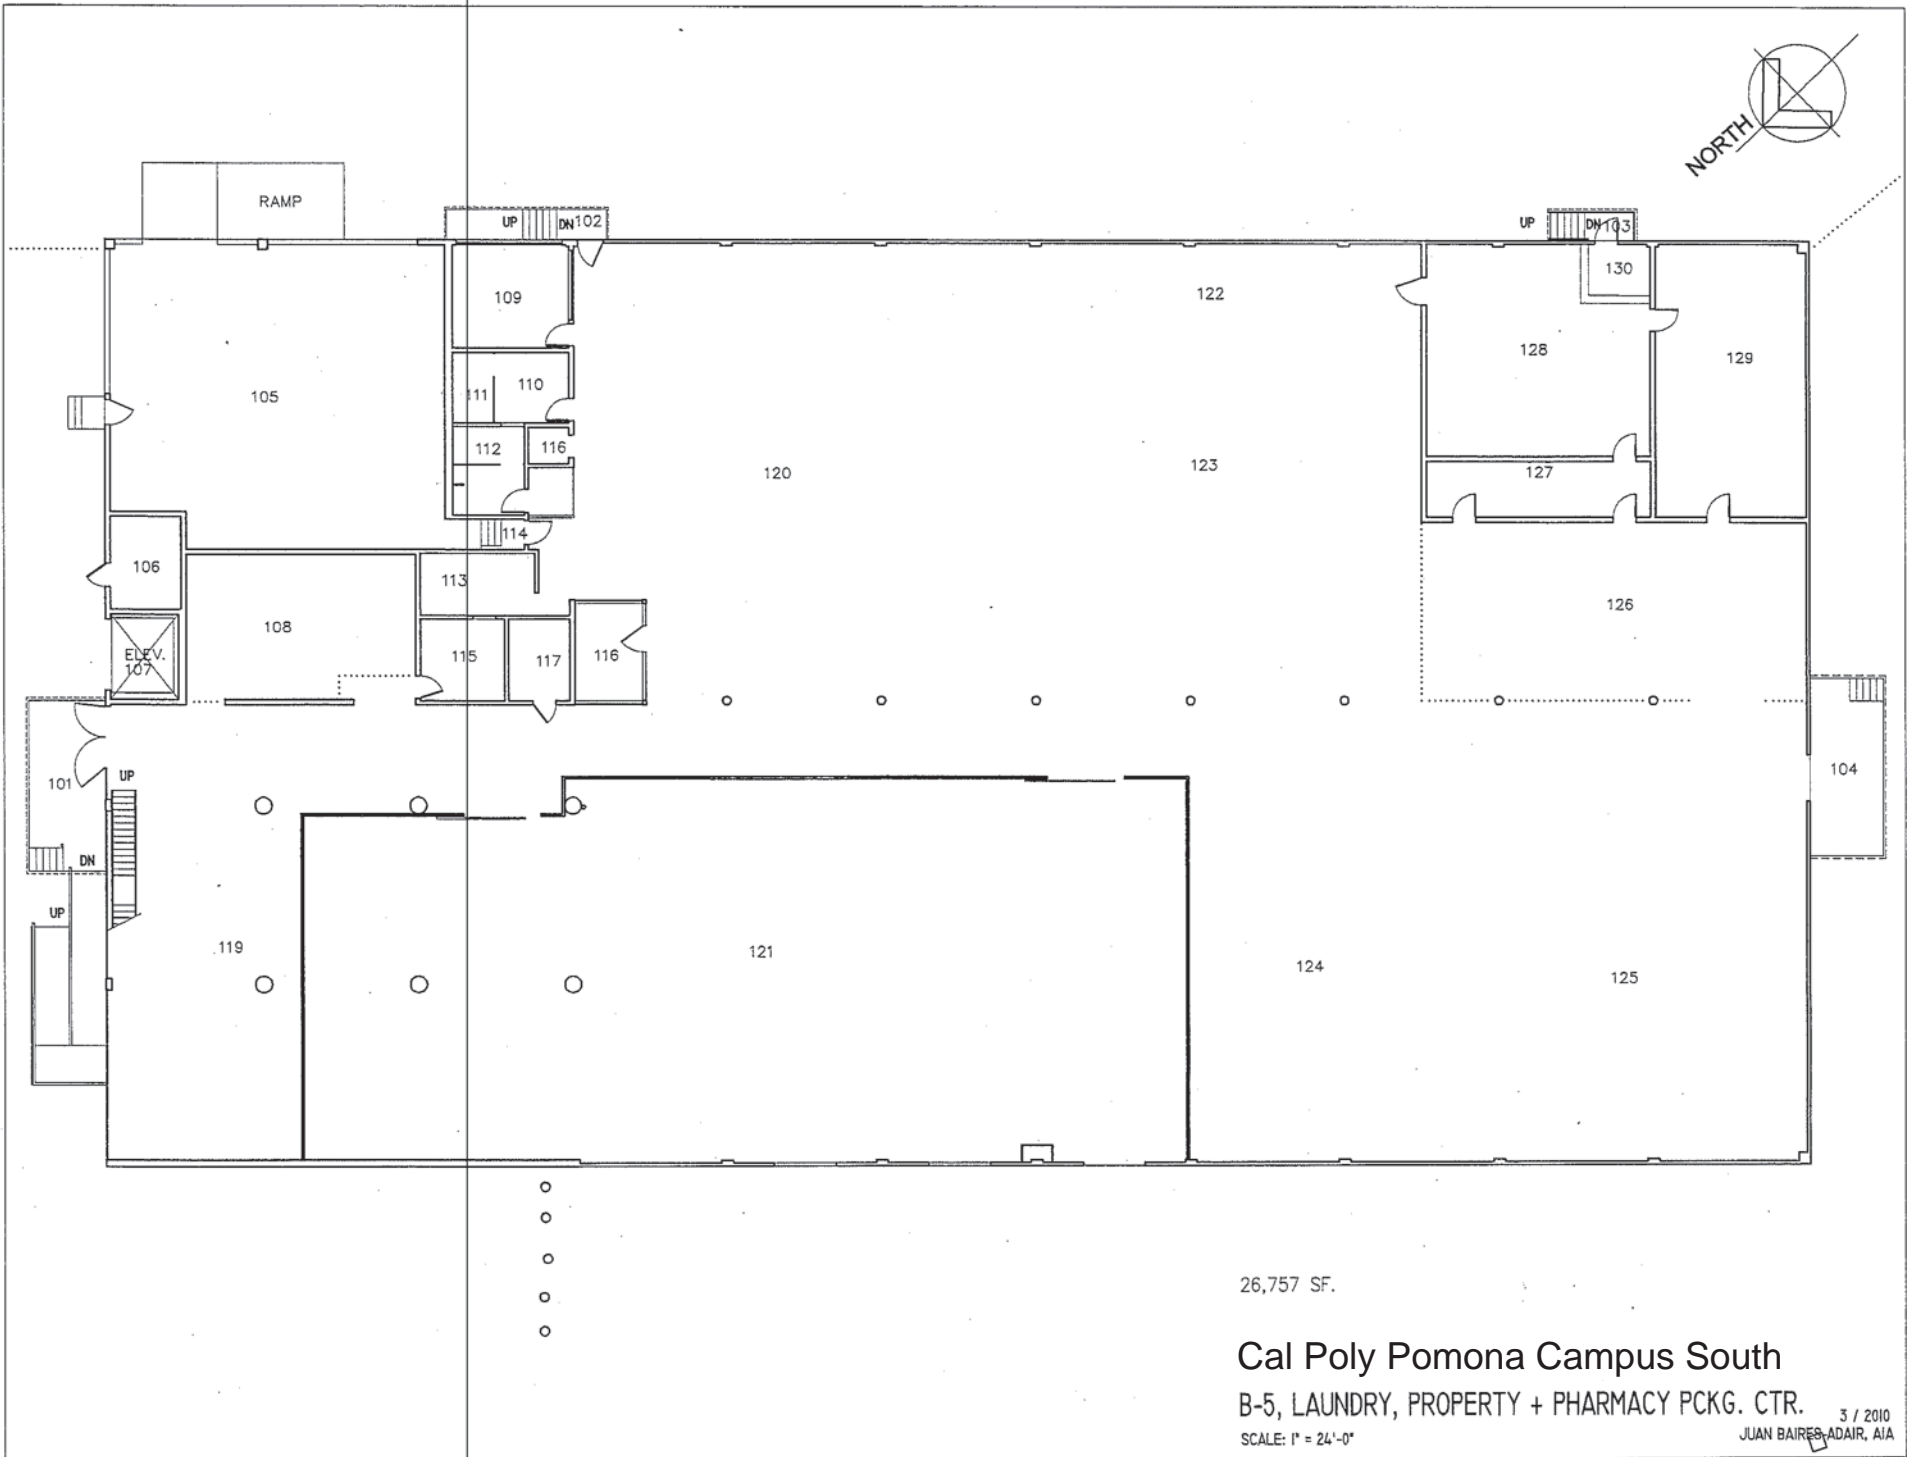 NORTH
RAMP
UP DN 102
UP DN 103
109
122
130
128
129
105
111 110
112 116
120
123
127
114
106
113
126
108
ELEV.
107
115 117 116
101
UP
104
DN
UP
119
121
124
125
26,757 SF.
Cal Poly Pomona Campus South
B-5, LAUNDRY, PROPERTY + PHARMACY PCKG. CTR.
3 / 2010
SCALE: 1" = 24'-0"
JUAN BAIRES-ADAIR, AIA